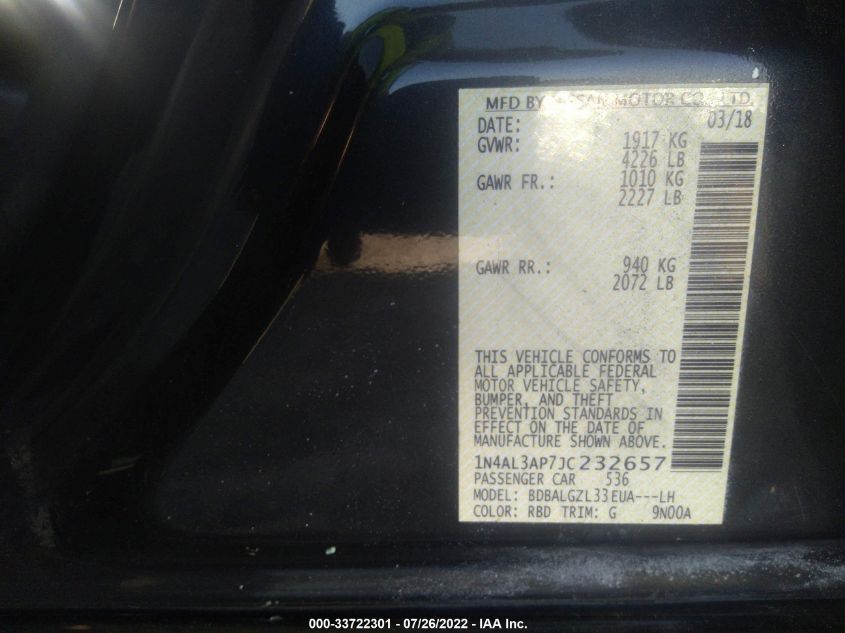 MFD BY NISSAN MOTOR CO., LTD.
DATE: 03/18
GVWR: 1917 KG
4226 LB
GAWR FR.: 1010 KG
2227 LB
GAWR RR.: 940 KG
2072 LB
THIS VEHICLE CONFORMS TO
ALL APPLICABLE FEDERAL
MOTOR VEHICLE SAFETY,
BUMPER, AND THEFT
PREVENTION STANDARDS IN
EFFECT ON THE DATE OF
MANUFACTURE SHOWN ABOVE.
1N4AL3AP7JC232657
PASSENGER CAR 536
MODEL: BDBALGZL33EUA---LH
COLOR: RBD TRIM: G 9N00A
000-33722301 - 07/26/2022 - IAA Inc.